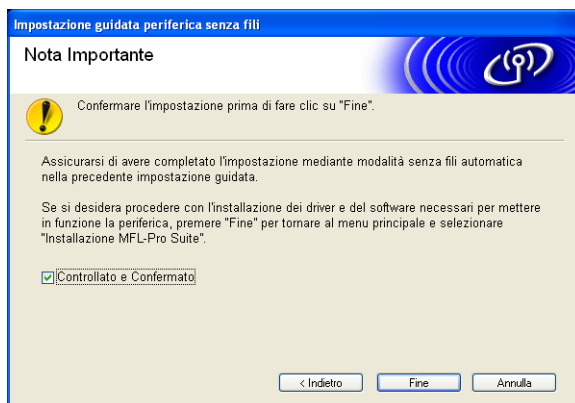 Impostazione guidata periferica senza fili
Nota Importante
Confermare l'impostazione prima di fare clic su "Fine".
Assicurarsi di avere completato l'impostazione mediante modalità senza fili automatica
nella precedente impostazione guidata.
Se si desidera procedere con l'installazione dei driver e del software necessari per mettere
in funzione la periferica, premere "Fine" per tornare al menu principale e selezionare
"Installazione MFL-Pro Suite".
Controllato e Confermato
< Indietro
Fine
Annulla